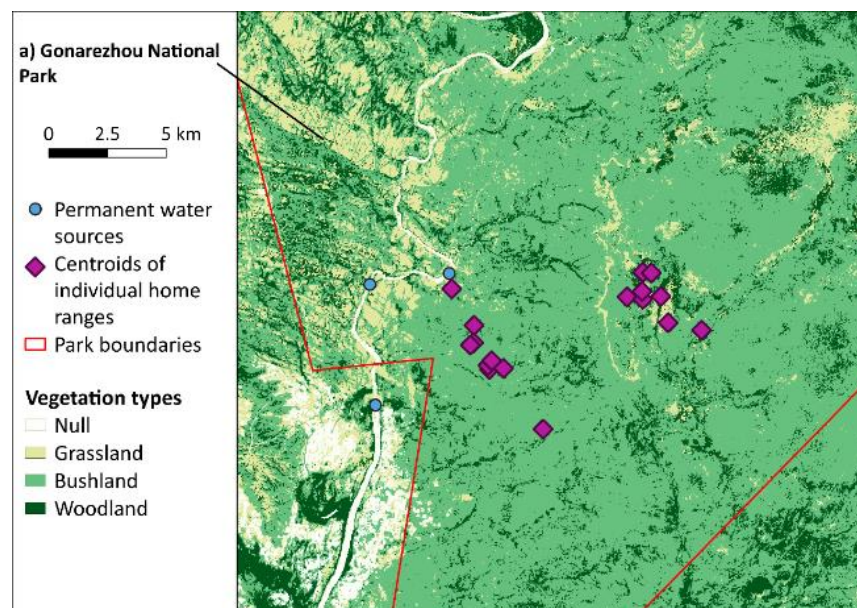 a) Gonarezhou National
Park
0 2.5 5 km
Permanent water
sources
Centroids of
individual home
ranges
Park boundaries
Vegetation types
Null
Grassland
Bushland
Woodland